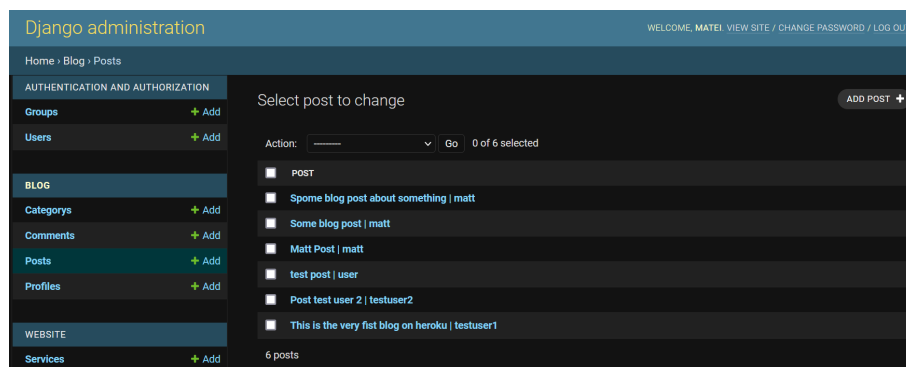 Django administration
WELCOME, MATEI. VIEW SITE / CHANGE PASSWORD / LOG OU
Home › Blog › Posts
AUTHENTICATION AND AUTHORIZATION
Groups + Add
Users + Add
BLOG
Categorys + Add
Comments + Add
Posts + Add
Profiles + Add
WEBSITE
Services + Add
Select post to change
ADD POST +
Action: --------- Go 0 of 6 selected
POST
Spome blog post about something | matt
Some blog post | matt
Matt Post | matt
test post | user
Post test user 2 | testuser2
This is the very fist blog on heroku | testuser1
6 posts